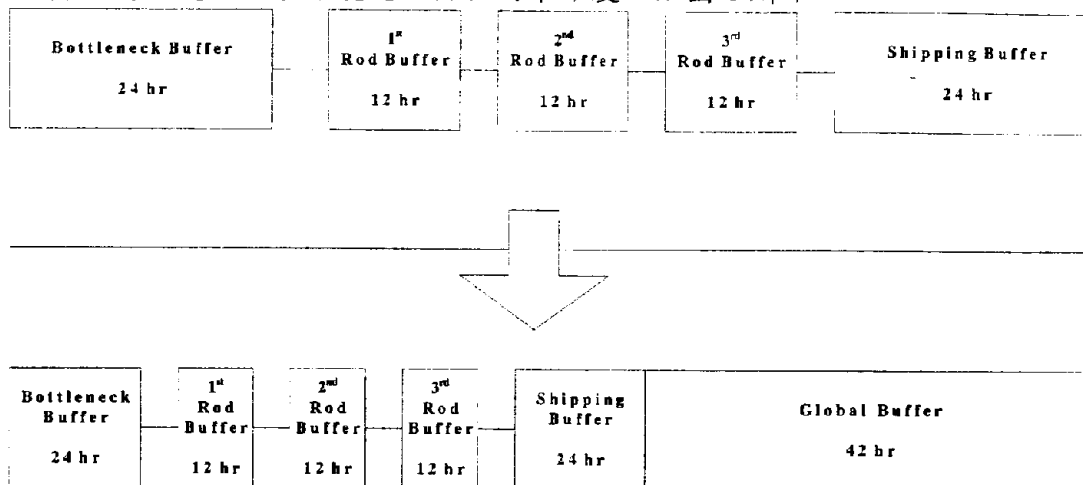 Bottleneck Buffer
24 hr
1st
Rod Buffer
12 hr
2nd
Rod Buffer
12 hr
3rd
Rod Buffer
12 hr
Shipping Buffer
24 hr
Bottleneck
Buffer
24 hr
1st
Rod
Buffer
12 hr
2nd
Rod
Buffer
12 hr
3rd
Rod
Buffer
12 hr
Shipping
Buffer
24 hr
Global Buffer
42 hr